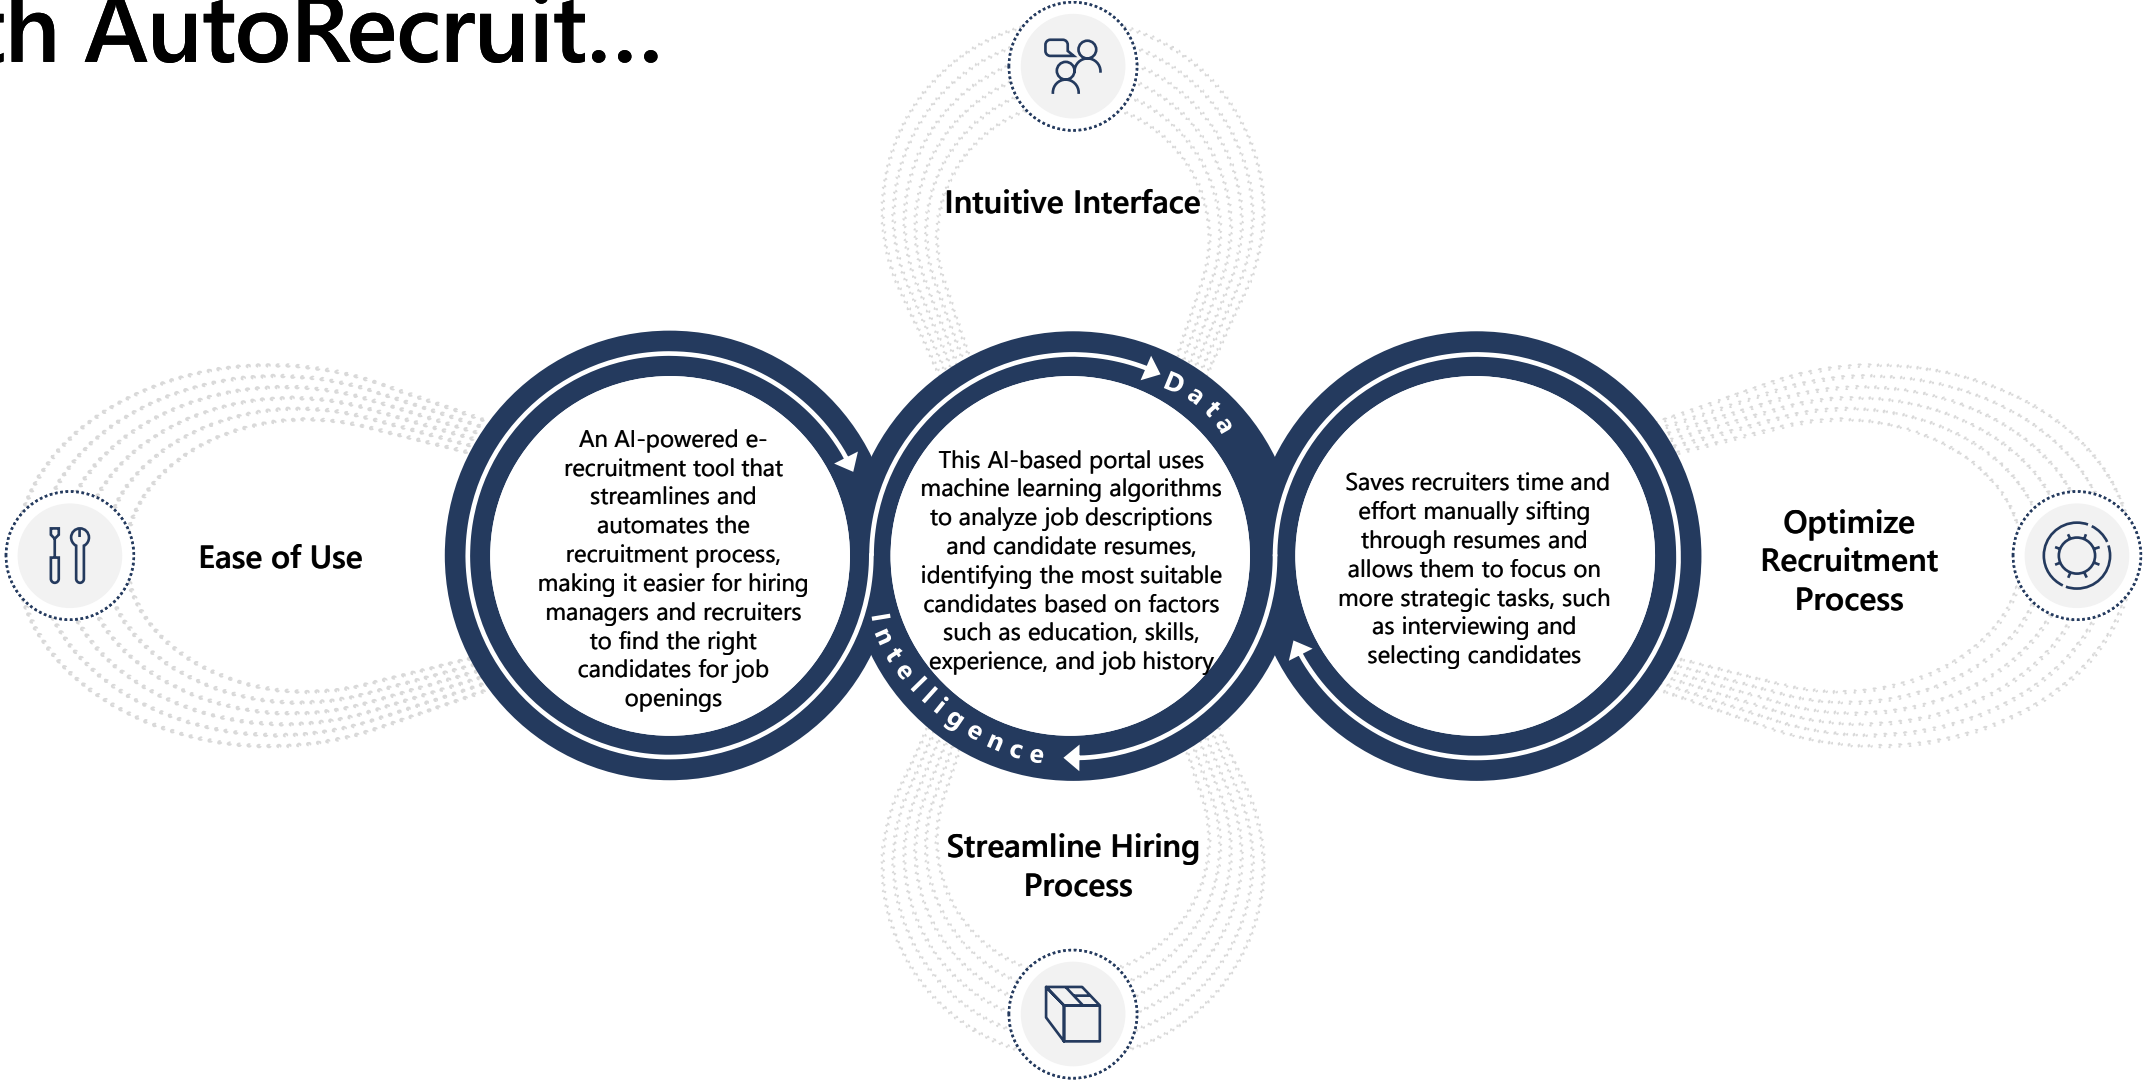 th AutoRecruit...
Intuitive Interface
Ease of Use
An AI-powered e-
recruitment tool that
streamlines and
automates the
recruitment process,
making it easier for hiring
managers and recruiters
to find the right
candidates for job
openings
Data
This AI-based portal uses
machine learning algorithms
to analyze job descriptions
and candidate resumes,
identifying the most suitable
candidates based on factors
such as education, skills,
experience, and job history
Intelligence
Saves recruiters time and
effort manually sifting
through resumes and
allows them to focus on
more strategic tasks, such
as interviewing and
selecting candidates
Optimize
Recruitment
Process
Streamline Hiring
Process